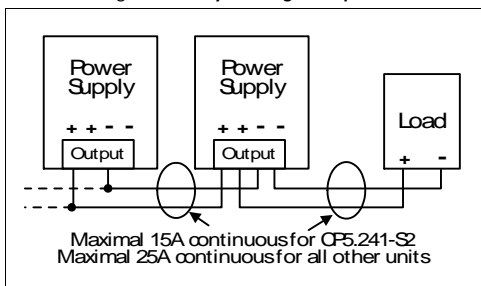 Power Supply
+ + - -
Output
Power Supply
+ + - -
Output
Load
+ -
Maximal 15A continuous for CP5.241-S2
Maximal 25A continuous for all other units